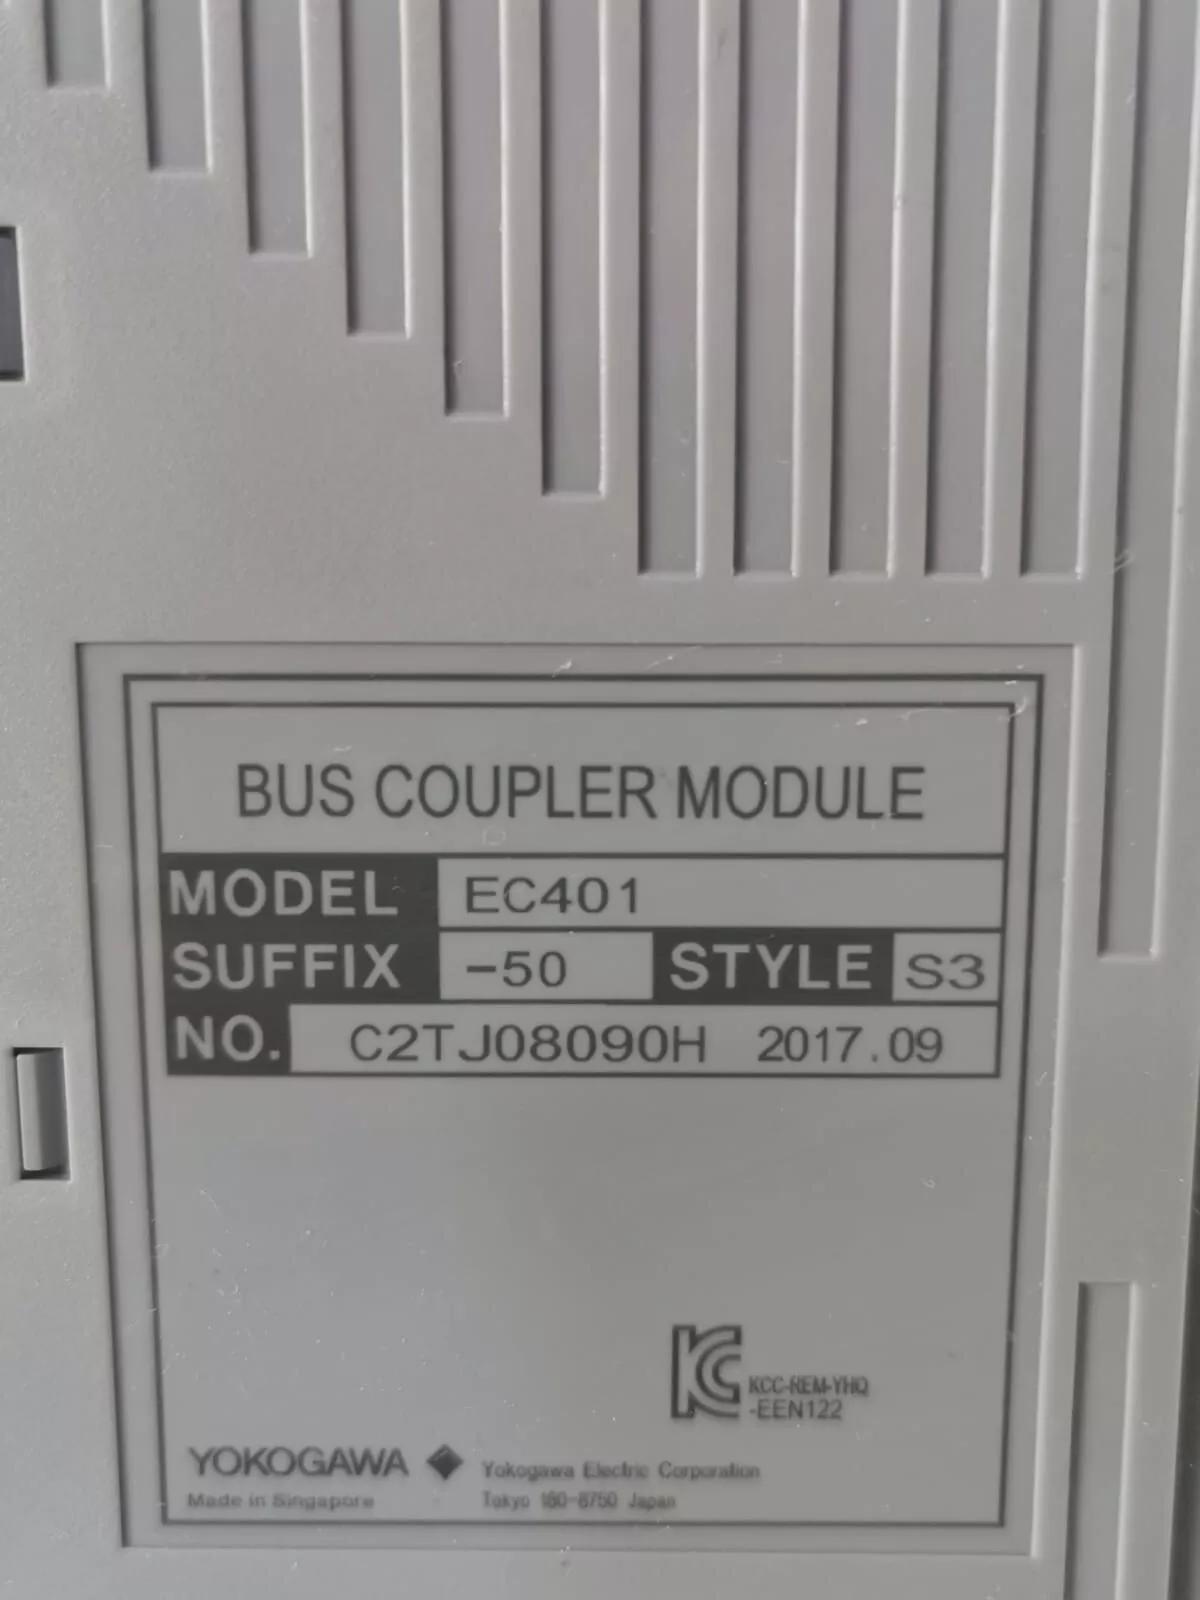 BUS COUPLER MODULE
MODEL EC401
SUFFIX -50 STYLE S3
NO. C2TJ08090H 2017.09
KCC-REM-YHQ
-EEN122
YOKOGAWA Yokogawa Electric Corporation
Made in Singapore Tokyo 180-8750 Japan